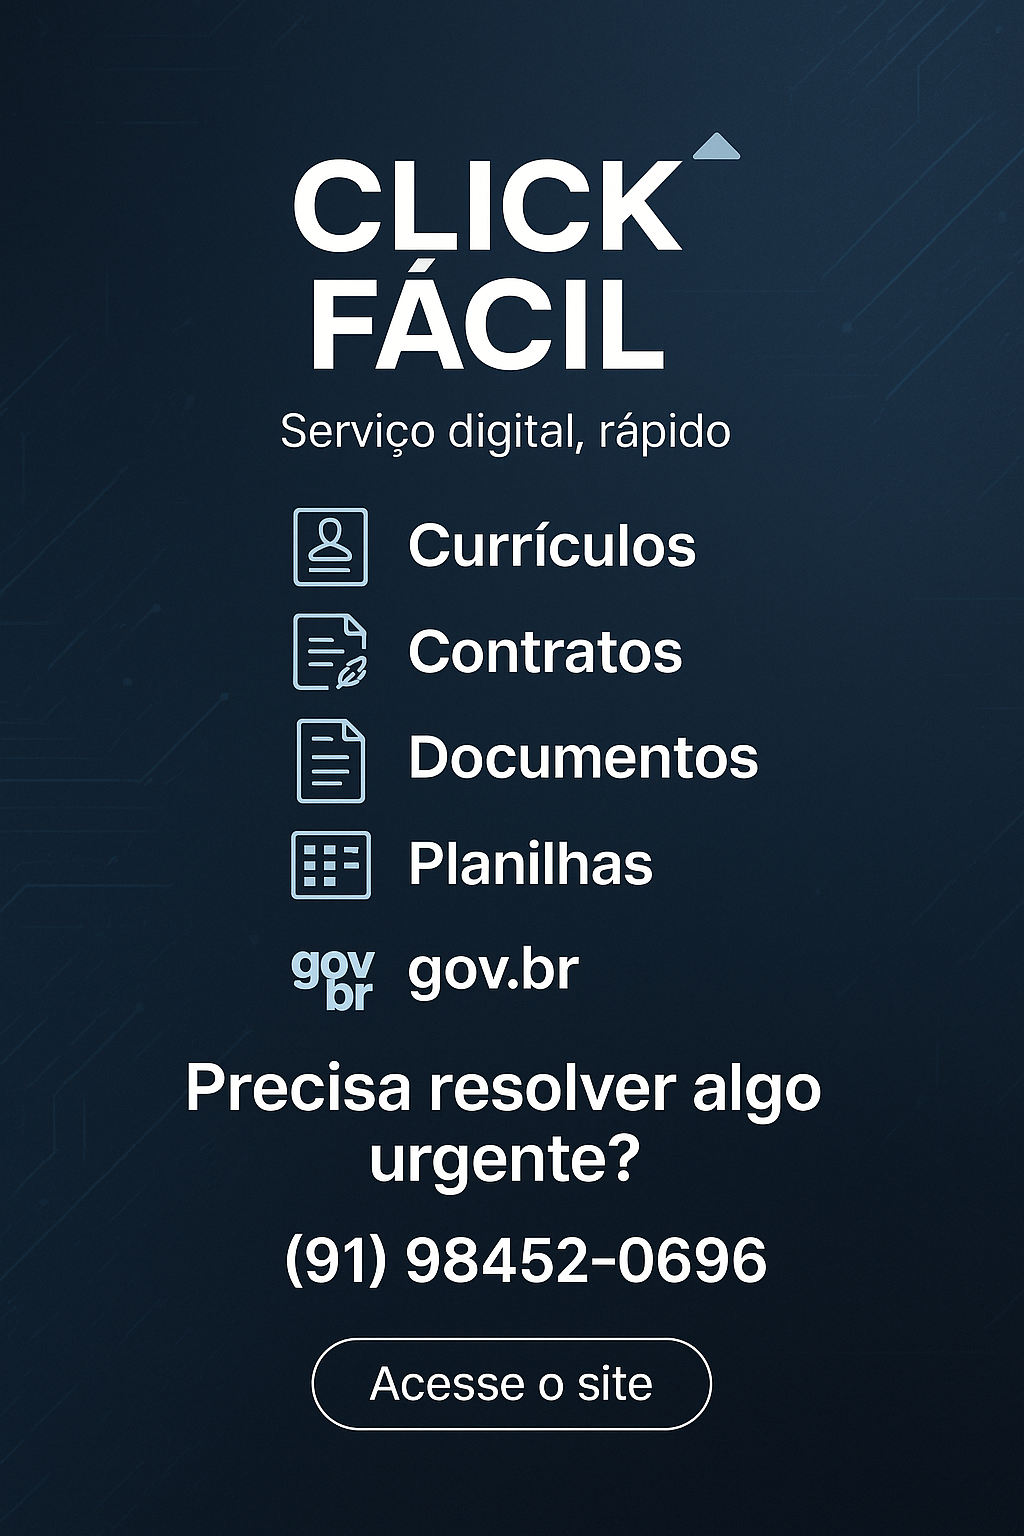 CLICK
FÁCIL
Serviço digital, rápido
Currículos
Contratos
Documentos
Planilhas
gov
br
gov.br
Precisa resolver algo
urgente?
(91) 98452-0696
Acesse o site